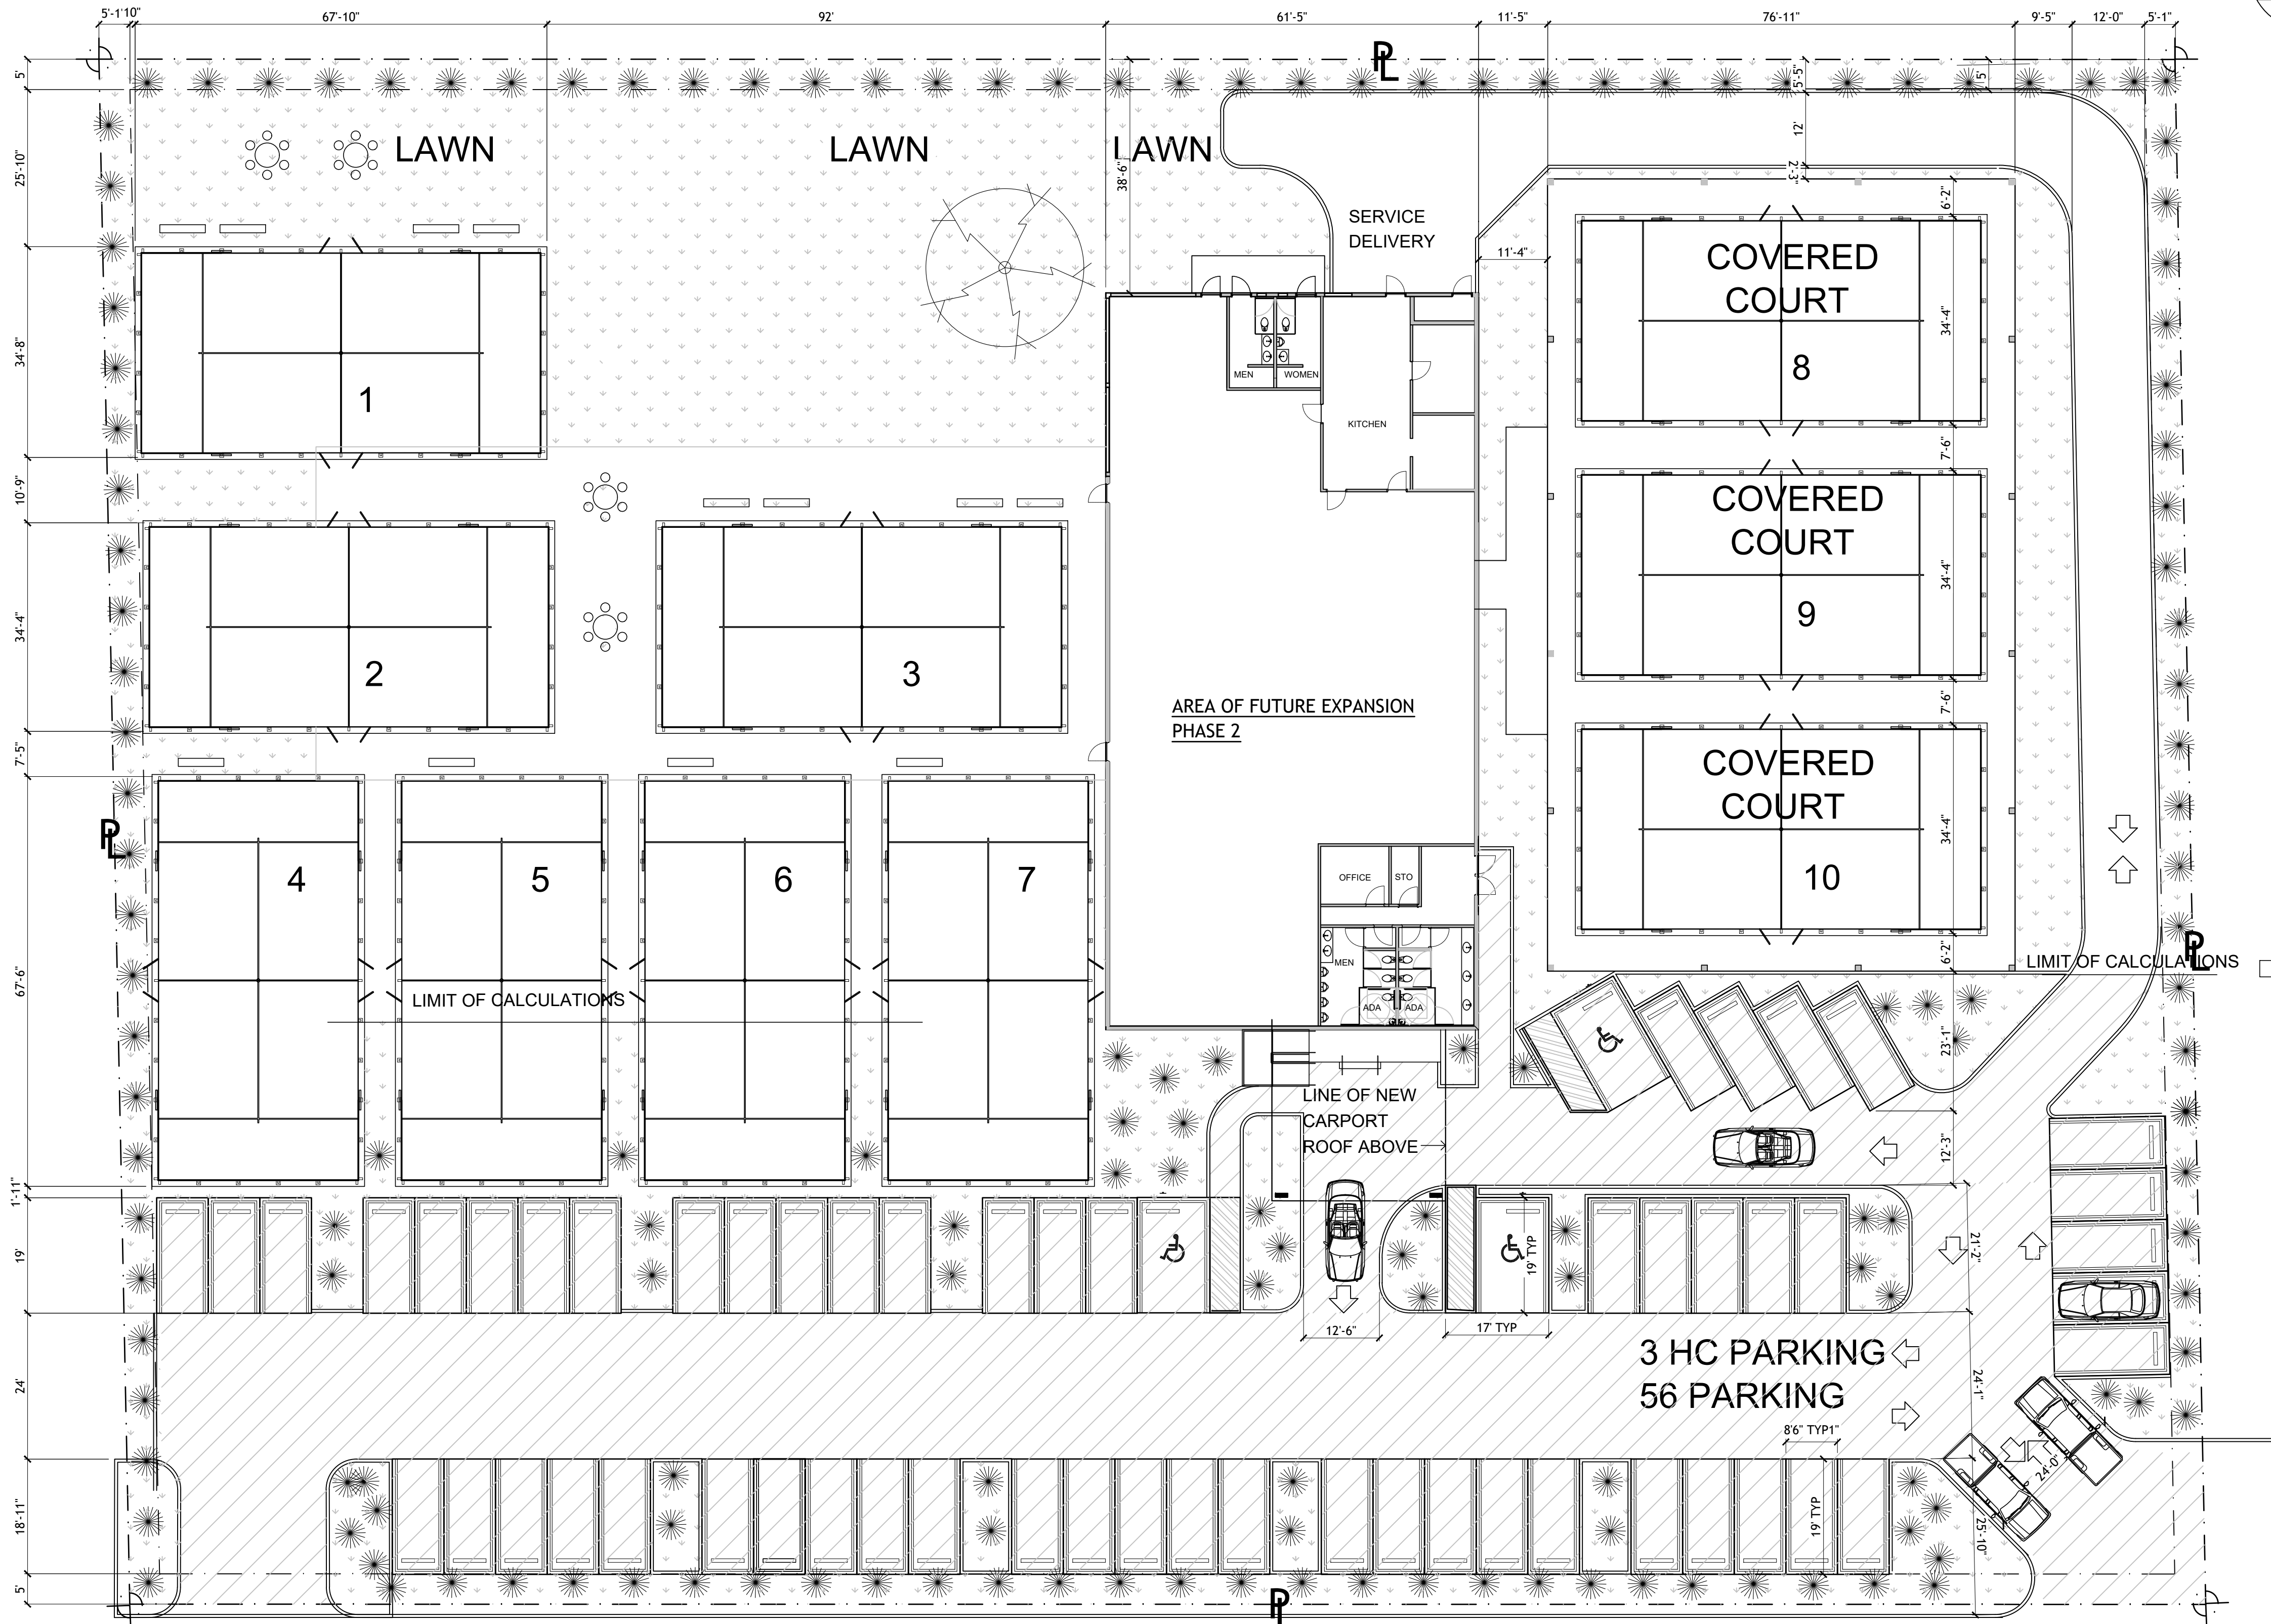 5'-1"
10"
67'-10"
92'
61'-5"
11'-5"
76'-11"
9'-5"
12'-0"
5'-1"
PL
5'
5'-5"
5'
12'
2'-3"
25'-10"
LAWN
LAWN
LAWN
38'-6"
SERVICE
DELIVERY
11'-4"
6'-2"
COVERED
COURT
34'-4"
8
34'-8"
1
MEN
WOMEN
KITCHEN
7'-6"
10'-9"
COVERED
COURT
34'-4"
9
34'-4"
2
3
AREA OF FUTURE EXPANSION
PHASE 2
7'-6"
7'-5"
COVERED
COURT
34'-4"
10
PL
4
5
6
7
OFFICE
STO
67'-6"
LIMIT OF CALCULATIONS
MEN
ADA
ADA
6'-2"
PL
LIMIT OF CALCULATIONS
23'-1"
LINE OF NEW
CARPORT
ROOF ABOVE
12'-3"
1'-11"
19'
19' TYP
21'-2"
12'-6"
17' TYP
3 HC PARKING
56 PARKING
24'
24'-1"
8'6" TYP1"
24'-0"
18'-11"
19' TYP
25'-10"
5'
PL